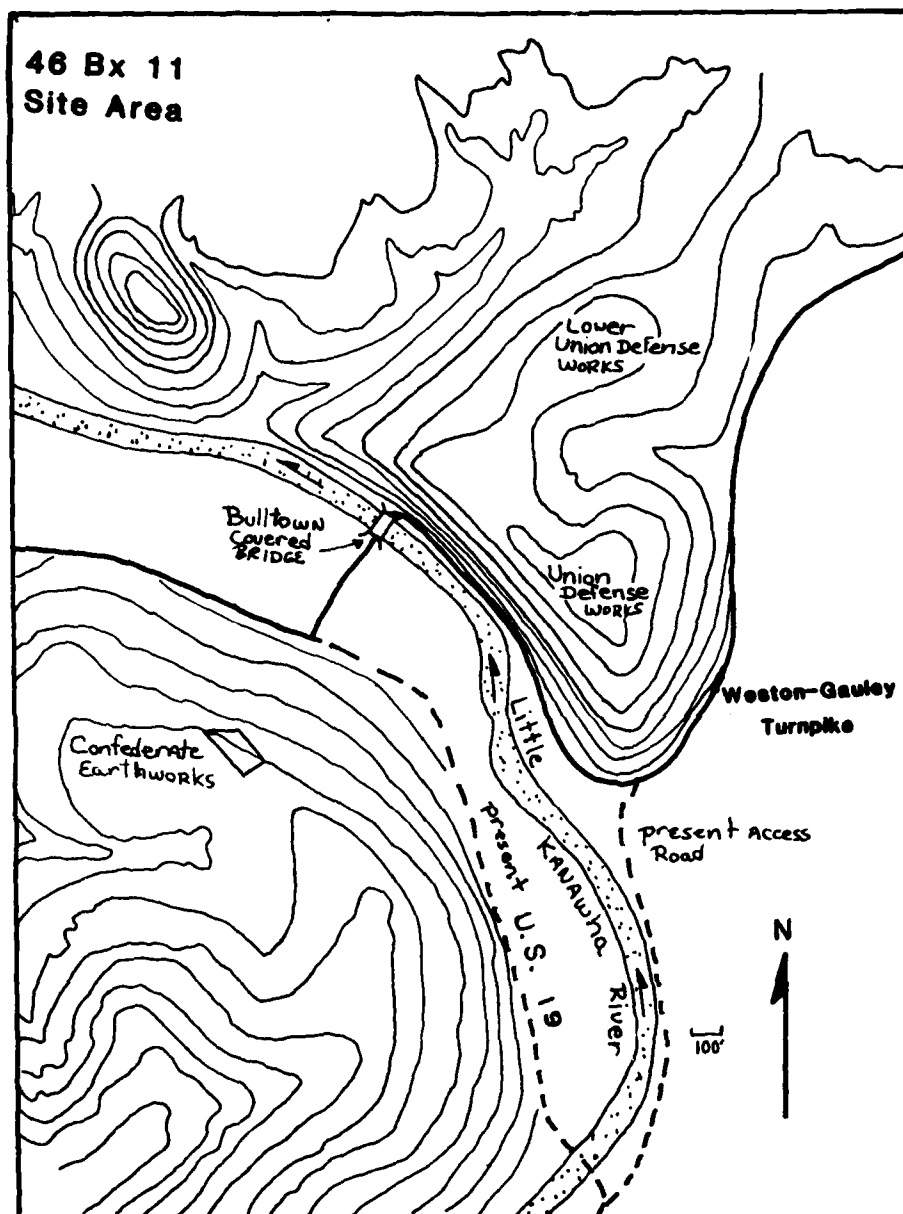 46 Bx 11
Site Area
Lower
Union Defense
WORKS
Bulltown
Covered
BRIDGE
Union
Defense
WORKS
Weston-Gauley
Turnpike
Confederate
EarthWORKS
Little
KANAWha
River
present U.S. 19
present Access
Road
N
100'